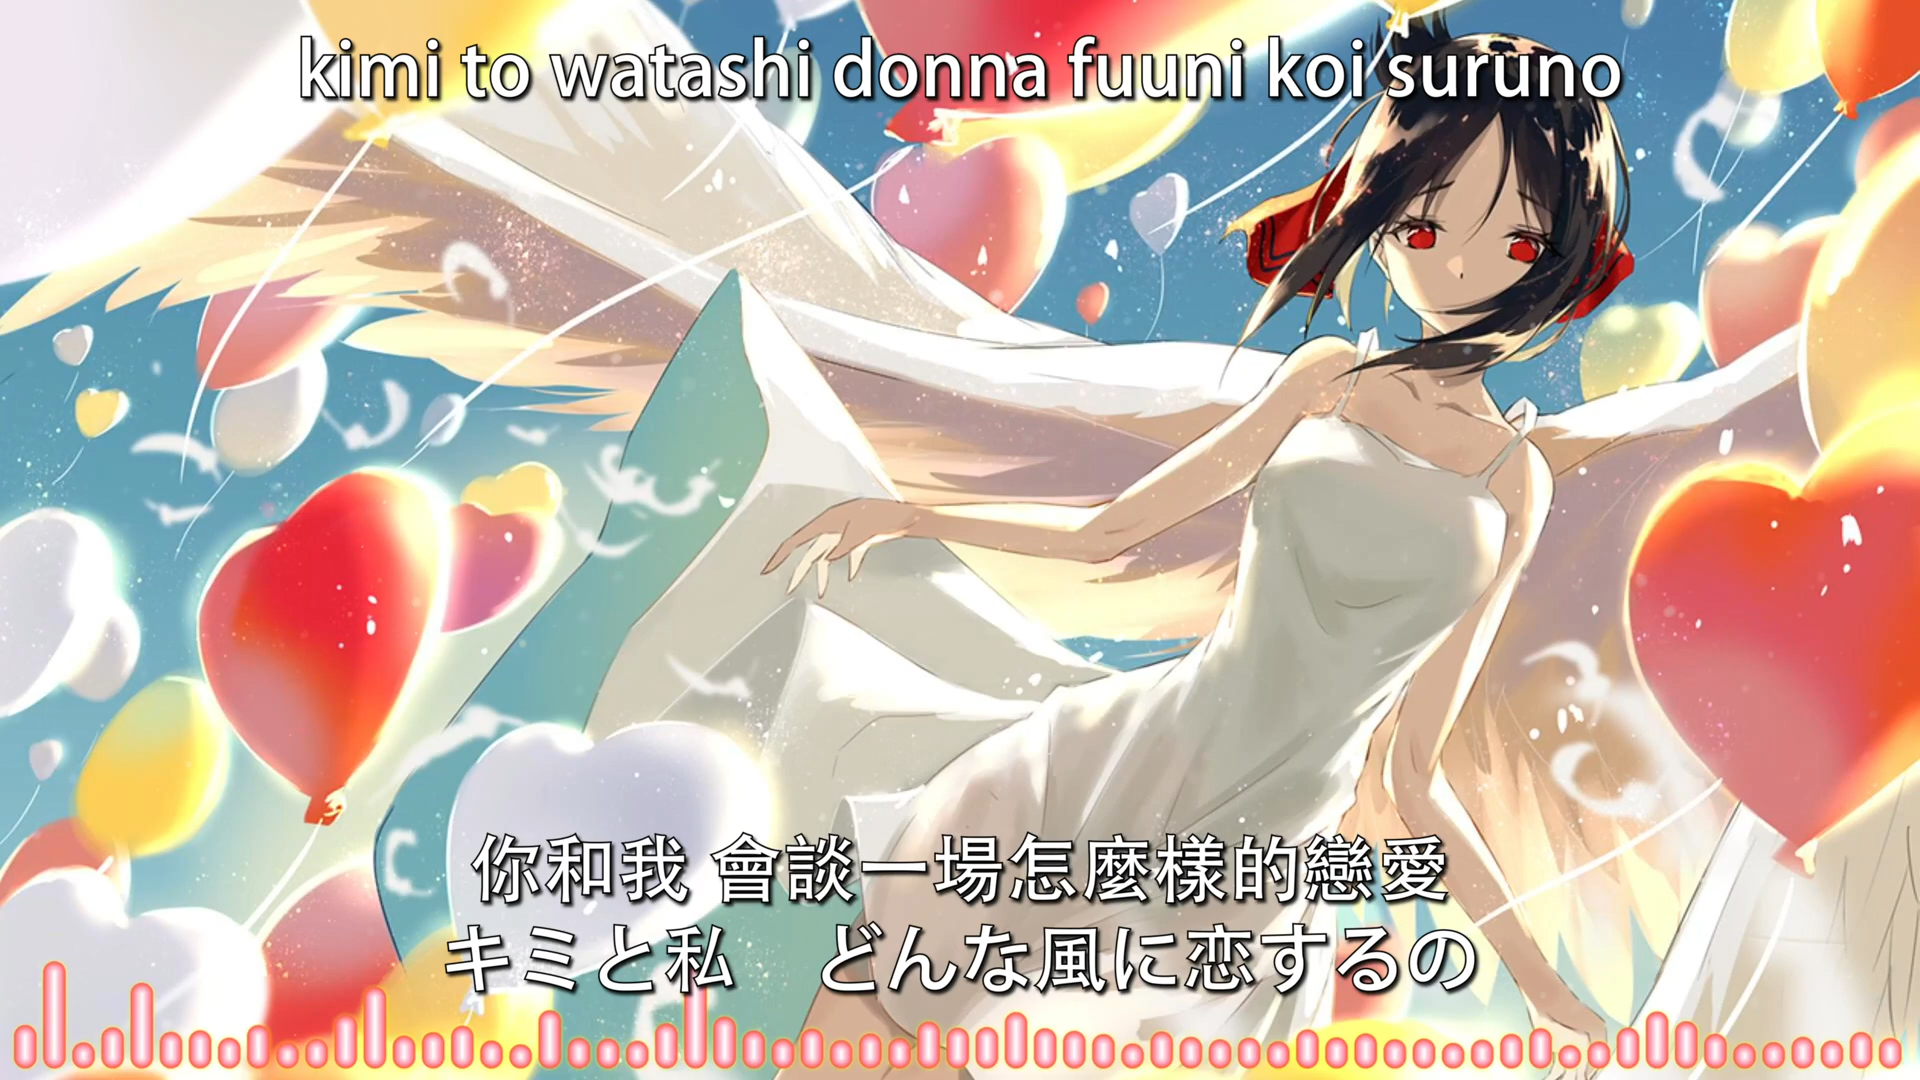 kimi to watashi donna fuuni koi suruno
你和我 會談一場怎麼樣的戀愛
キミと私　どんな風に恋するの